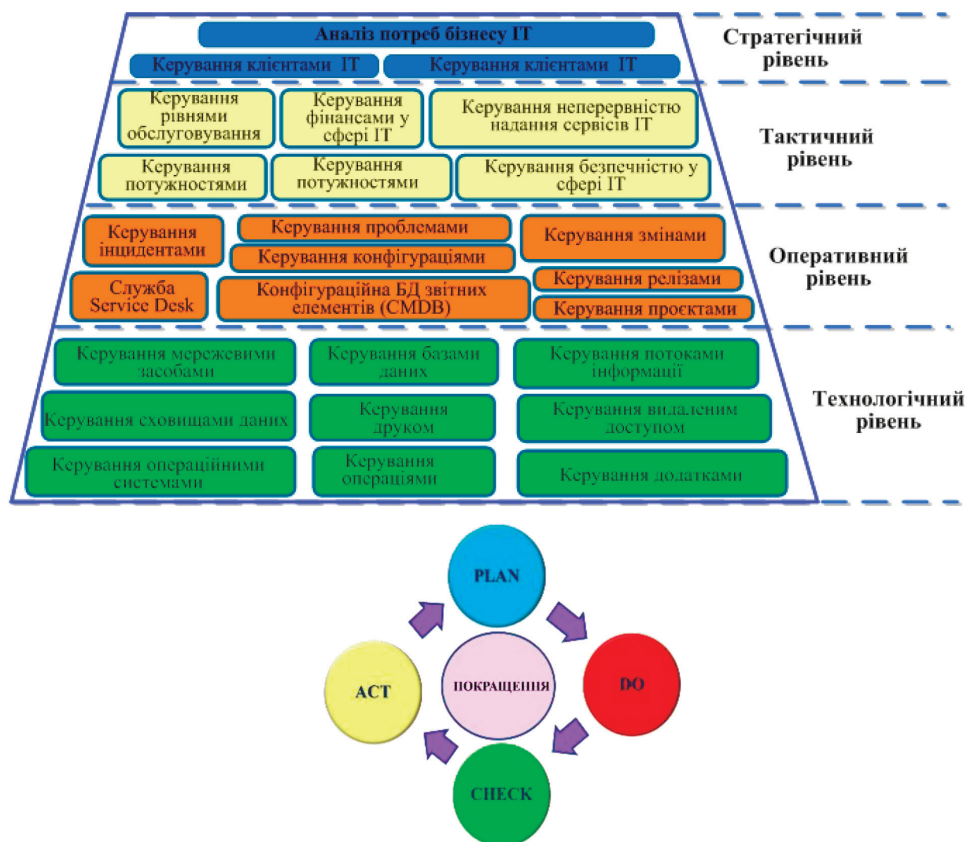 Аналіз потреб бізнесу ІТ
Керування клієнтами ІТ
Керування клієнтами ІТ
Стратегічний
рівень
Керування
рівнями
обслуговування
Керування
фінансами у
сфері ІТ
Керування неперервністю
надання сервісів ІТ
Керування
потужностями
Керування
потужностями
Керування безпечністю у
сфері ІТ
Тактичний
рівень
Керування
інцидентами
Керування проблемами
Керування конфігураціями
Керування змінами
Служба
Service Desk
Конфігураційна БД звітних
елементів (CMDB)
Керування релізами
Керування проєктами
Оперативний
рівень
Керування мережевими
засобами
Керування базами
даних
Керування потоками
інформації
Керування сховищами даних
Керування
друком
Керування видаленим
доступом
Керування операційними
системами
Керування
операціями
Керування додатками
Технологічний
рівень
PLAN
ACT
ПОКРАЩЕННЯ
DO
CHECK